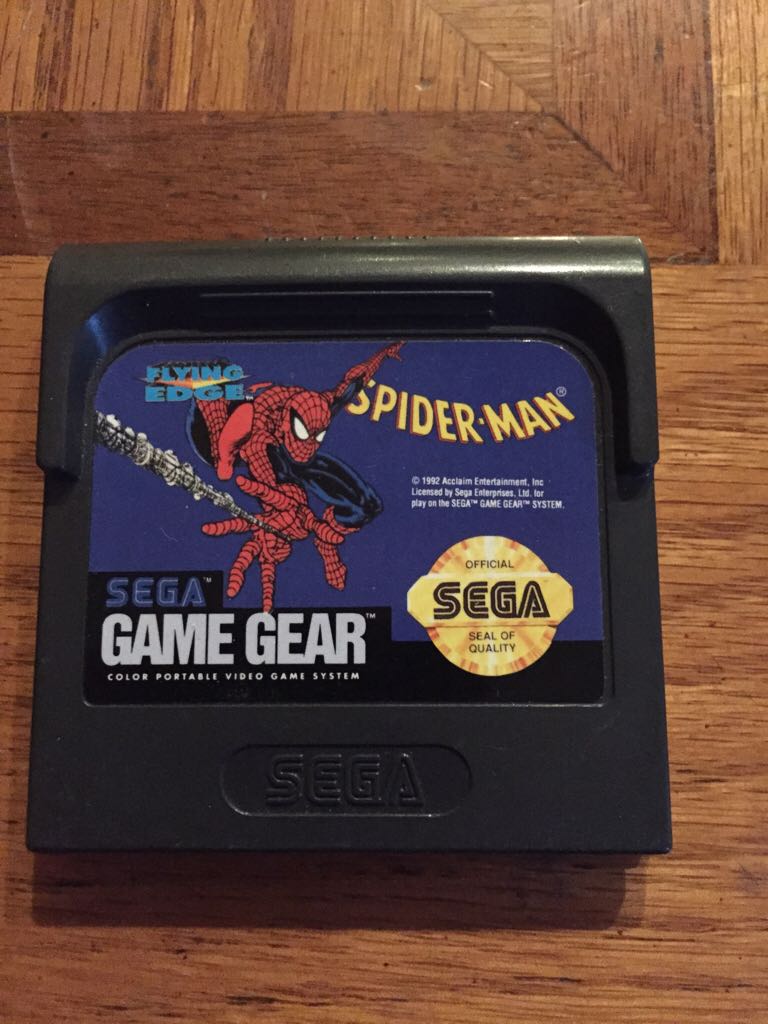 FLYING
EDGE™
SPIDER-MAN®
© 1992 Acclaim Entertainment, Inc
Licensed by Sega Enterprises, Ltd. for
play on the SEGA™ GAME GEAR™ SYSTEM.
OFFICIAL
SEGA
SEAL OF
QUALITY
SEGA™
GAME GEAR™
COLOR PORTABLE VIDEO GAME SYSTEM
SEGA